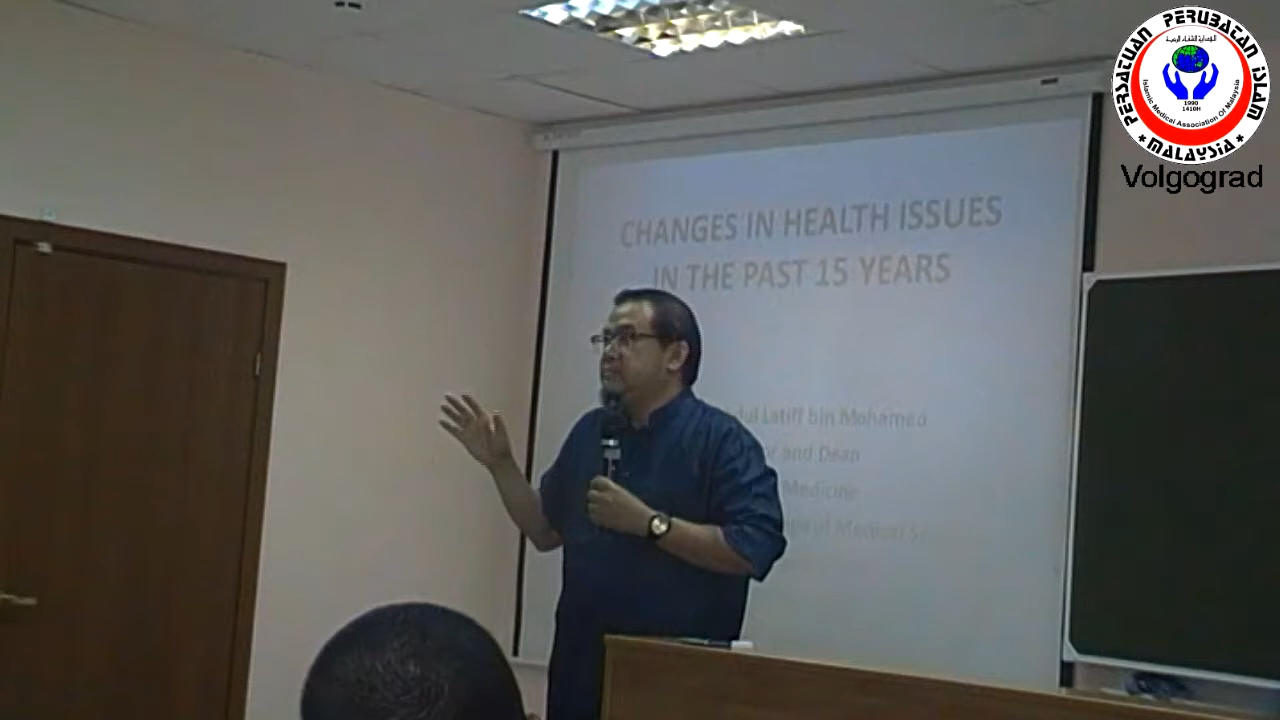 CHANGES IN HEALTH ISSUES
IN THE PAST 15 YEARS
Latiff bin Mohamed
and Dean
Medicine
Medical
PERSATUAN PERUBATAN ISLAM
Islamic Medical Association Of Malaysia
1990
1410H
* MALAYSIA *
Volgograd